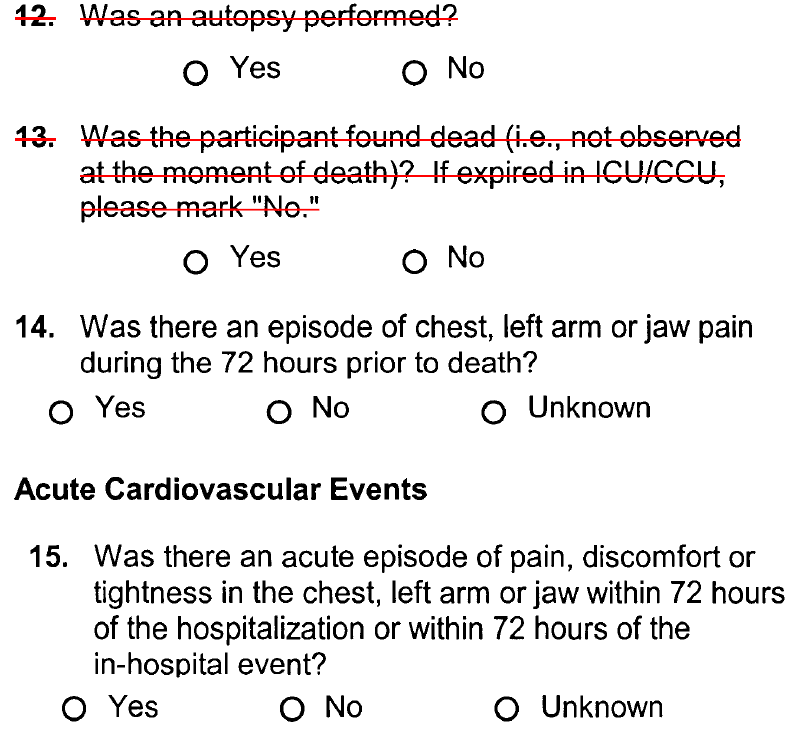 12. Was an autopsy performed?
Yes No
13. Was the participant found dead (i.e., not observed
at the moment of death)? If expired in ICU/CCU,
please mark "No."
Yes No
14. Was there an episode of chest, left arm or jaw pain
during the 72 hours prior to death?
Yes No Unknown
Acute Cardiovascular Events
15. Was there an acute episode of pain, discomfort or
tightness in the chest, left arm or jaw within 72 hours
of the hospitalization or within 72 hours of the
in-hospital event?
Yes No Unknown